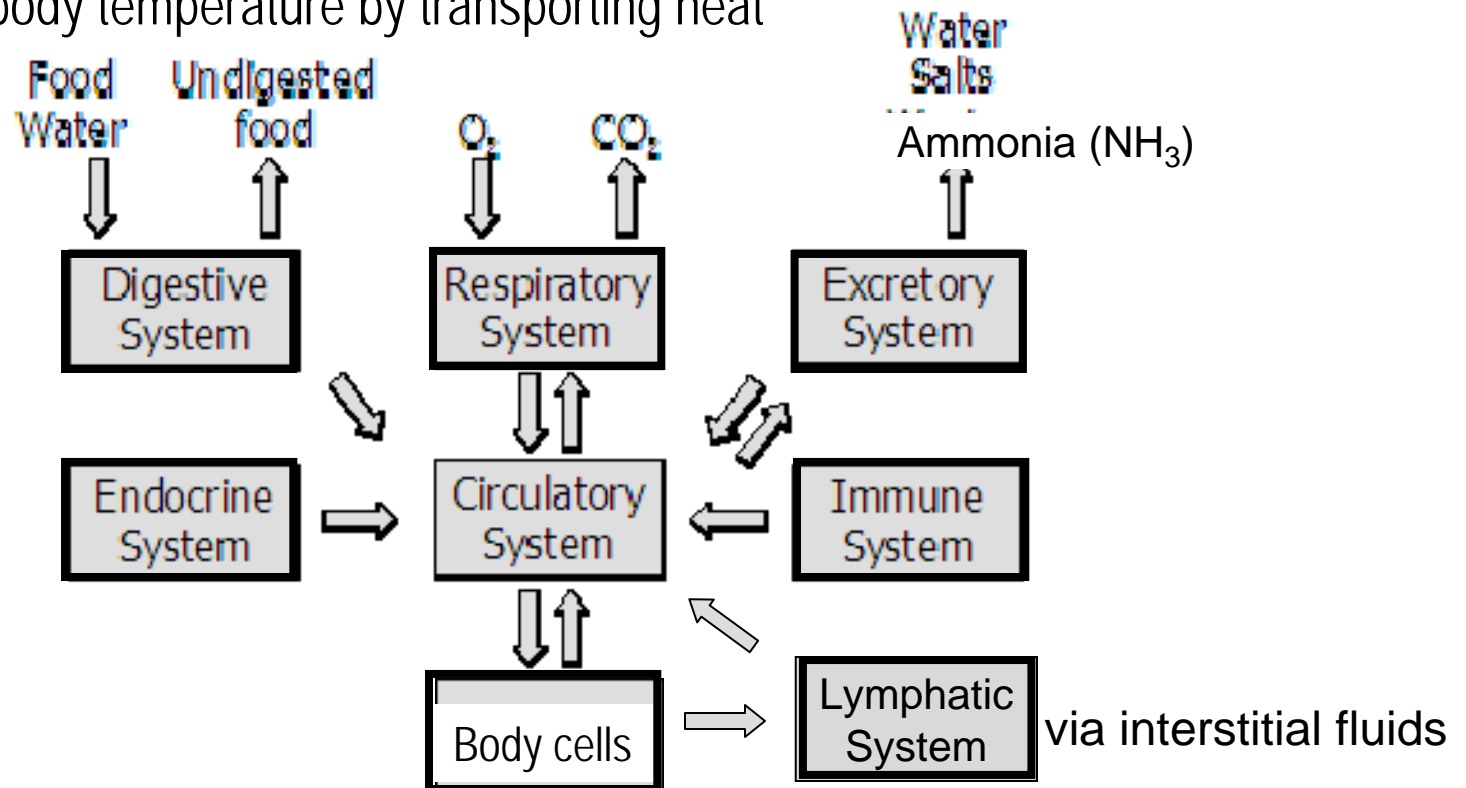 body temperature by transporting heat
Food
Water
Undigested
food
O₂
CO₂
Water
Salts
Ammonia (NH₃)
Digestive
System
Respiratory
System
Excretory
System
Endocrine
System
Circulatory
System
Immune
System
Body cells
Lymphatic
System
via interstitial fluids